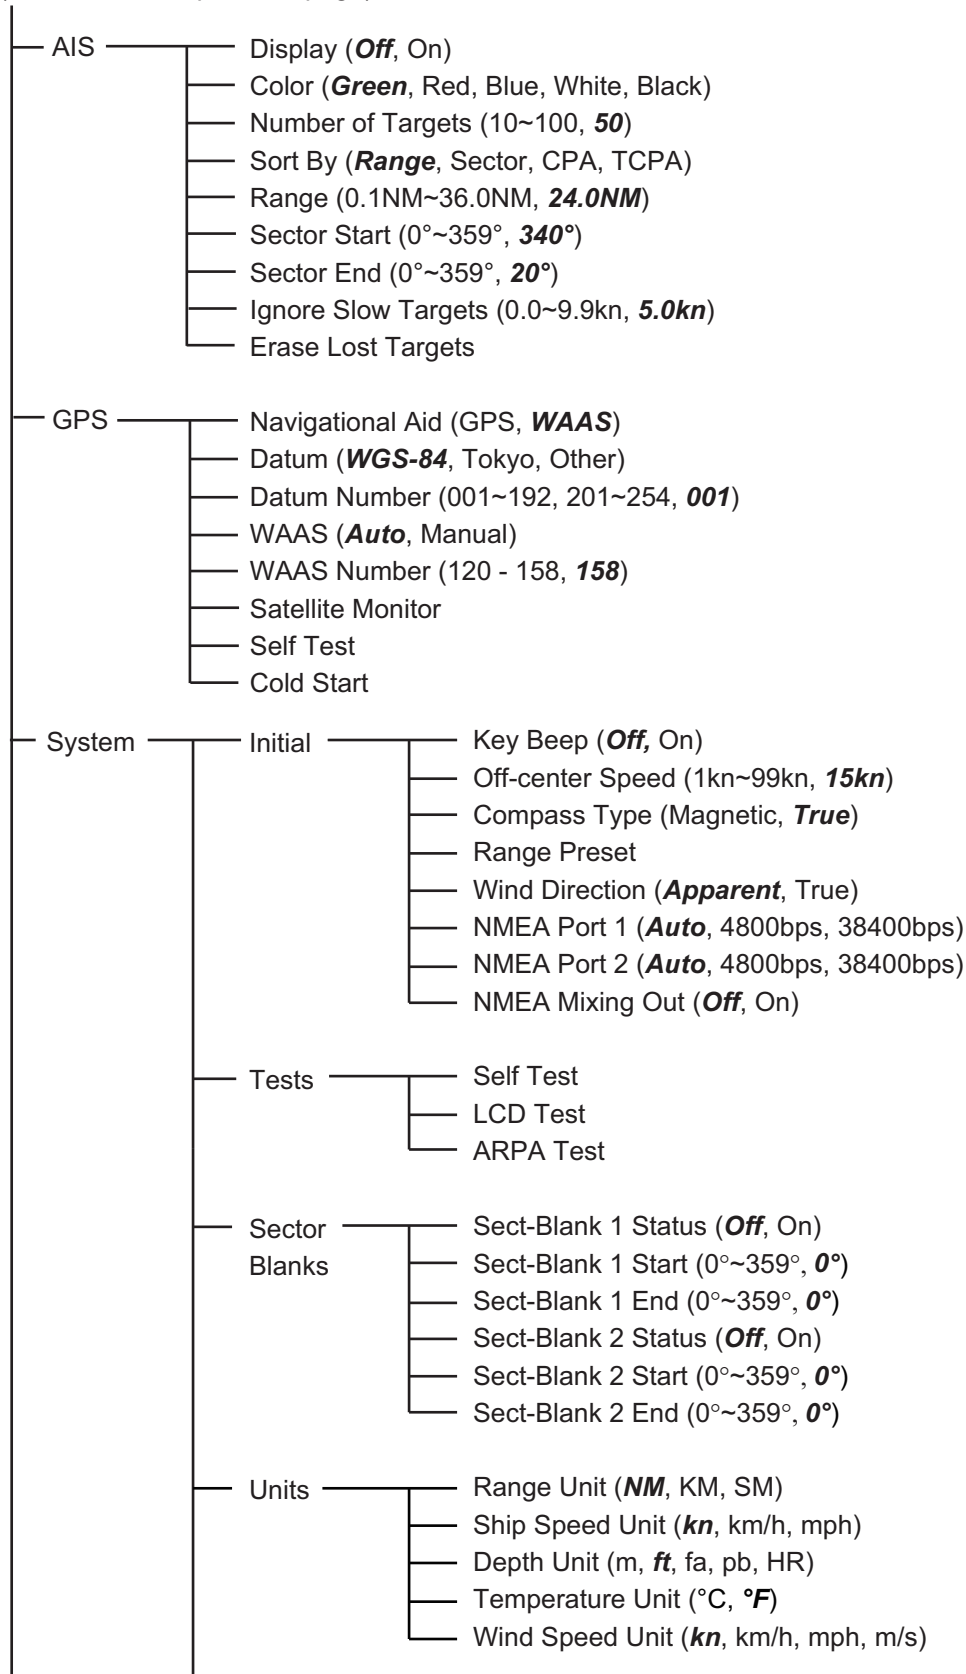 AIS
Display (Off, On)
Color (Green, Red, Blue, White, Black)
Number of Targets (10~100, 50)
Sort By (Range, Sector, CPA, TCPA)
Range (0.1NM~36.0NM, 24.0NM)
Sector Start (0°~359°, 340°)
Sector End (0°~359°, 20°)
Ignore Slow Targets (0.0~9.9kn, 5.0kn)
Erase Lost Targets
GPS
Navigational Aid (GPS, WAAS)
Datum (WGS-84, Tokyo, Other)
Datum Number (001~192, 201~254, 001)
WAAS (Auto, Manual)
WAAS Number (120 - 158, 158)
Satellite Monitor
Self Test
Cold Start
System
Initial
Key Beep (Off, On)
Off-center Speed (1kn~99kn, 15kn)
Compass Type (Magnetic, True)
Range Preset
Wind Direction (Apparent, True)
NMEA Port 1 (Auto, 4800bps, 38400bps)
NMEA Port 2 (Auto, 4800bps, 38400bps)
NMEA Mixing Out (Off, On)
Tests
Self Test
LCD Test
ARPA Test
Sector
Blanks
Sect-Blank 1 Status (Off, On)
Sect-Blank 1 Start (0°~359°, 0°)
Sect-Blank 1 End (0°~359°, 0°)
Sect-Blank 2 Status (Off, On)
Sect-Blank 2 Start (0°~359°, 0°)
Sect-Blank 2 End (0°~359°, 0°)
Units
Range Unit (NM, KM, SM)
Ship Speed Unit (kn, km/h, mph)
Depth Unit (m, ft, fa, pb, HR)
Temperature Unit (°C, °F)
Wind Speed Unit (kn, km/h, mph, m/s)